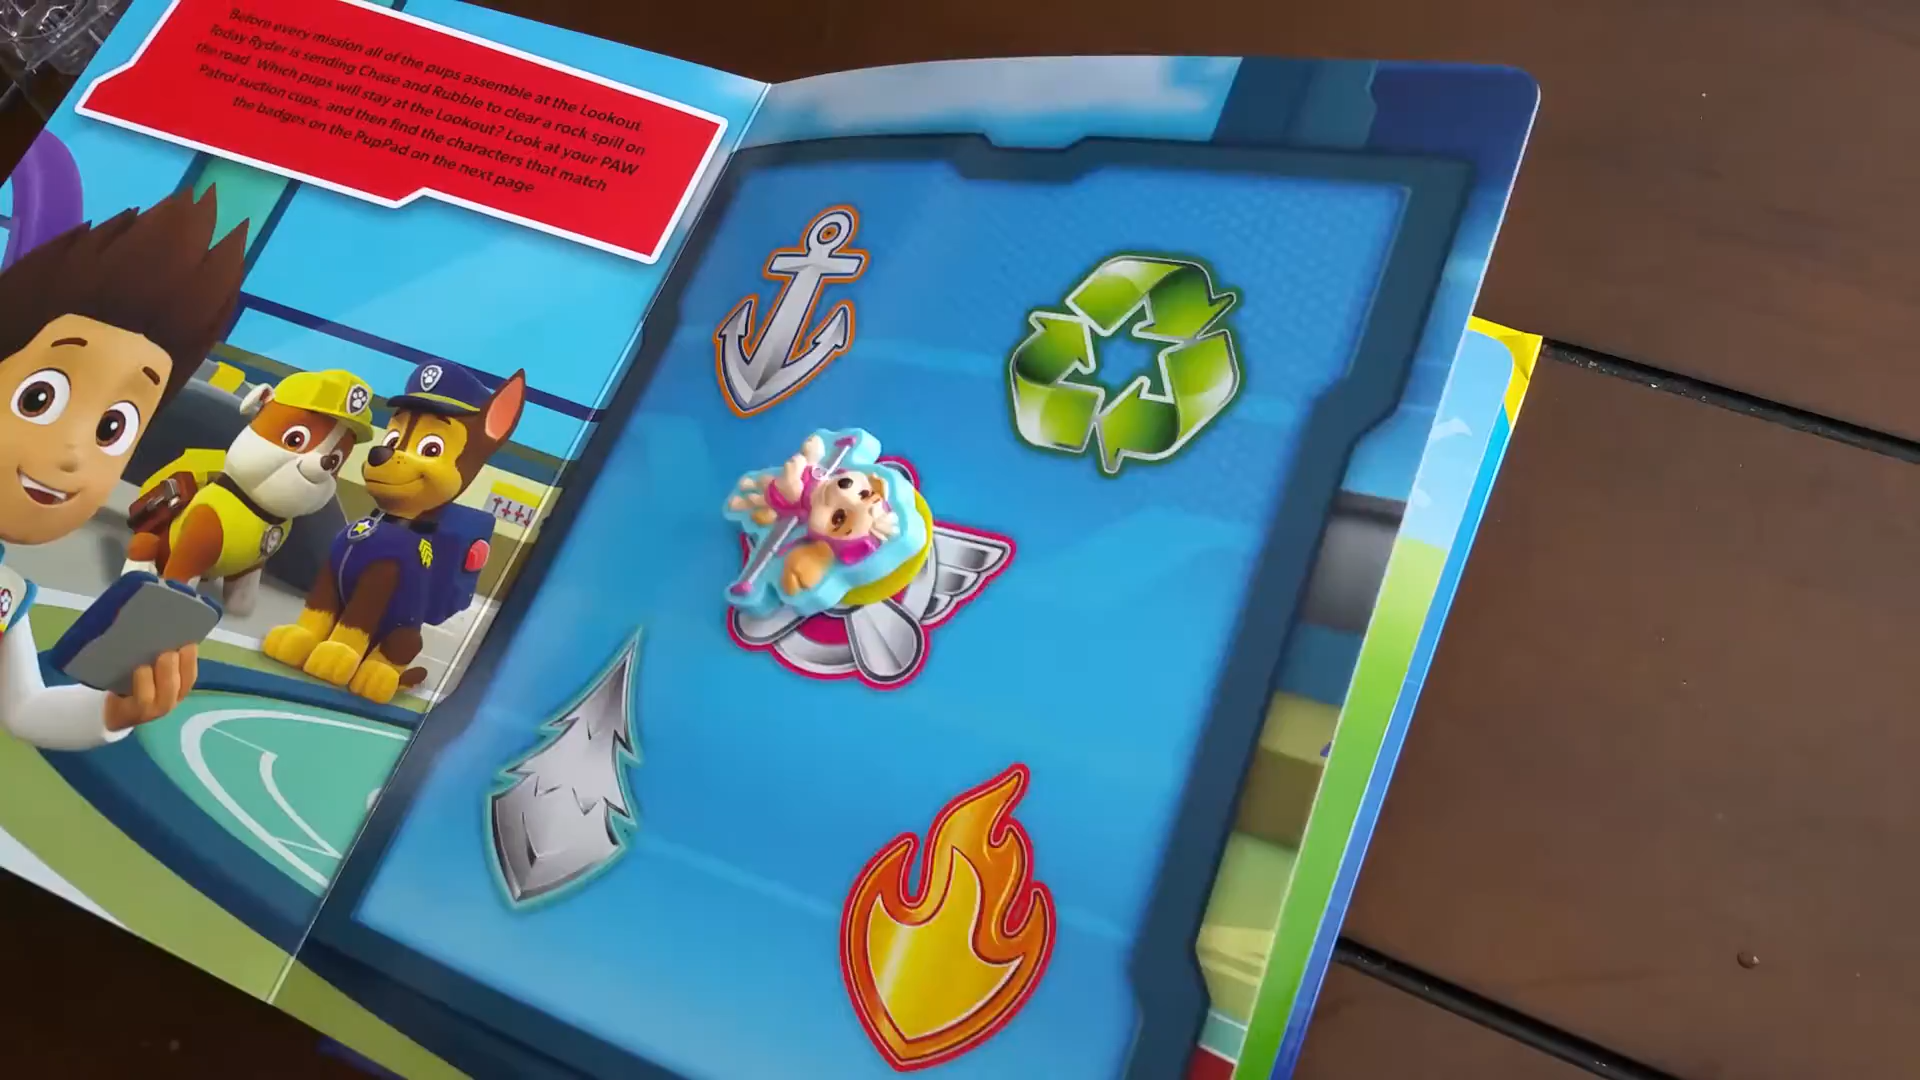 Before every mission all of the pups assemble at the Lookout.
Today Ryder is sending Chase and Rubble to clear a rock spill on
the road. Which pups will stay at the Lookout? Look at your PAW
Patrol suction cups, and then find the characters that match
the badges on the PupPad on the next page